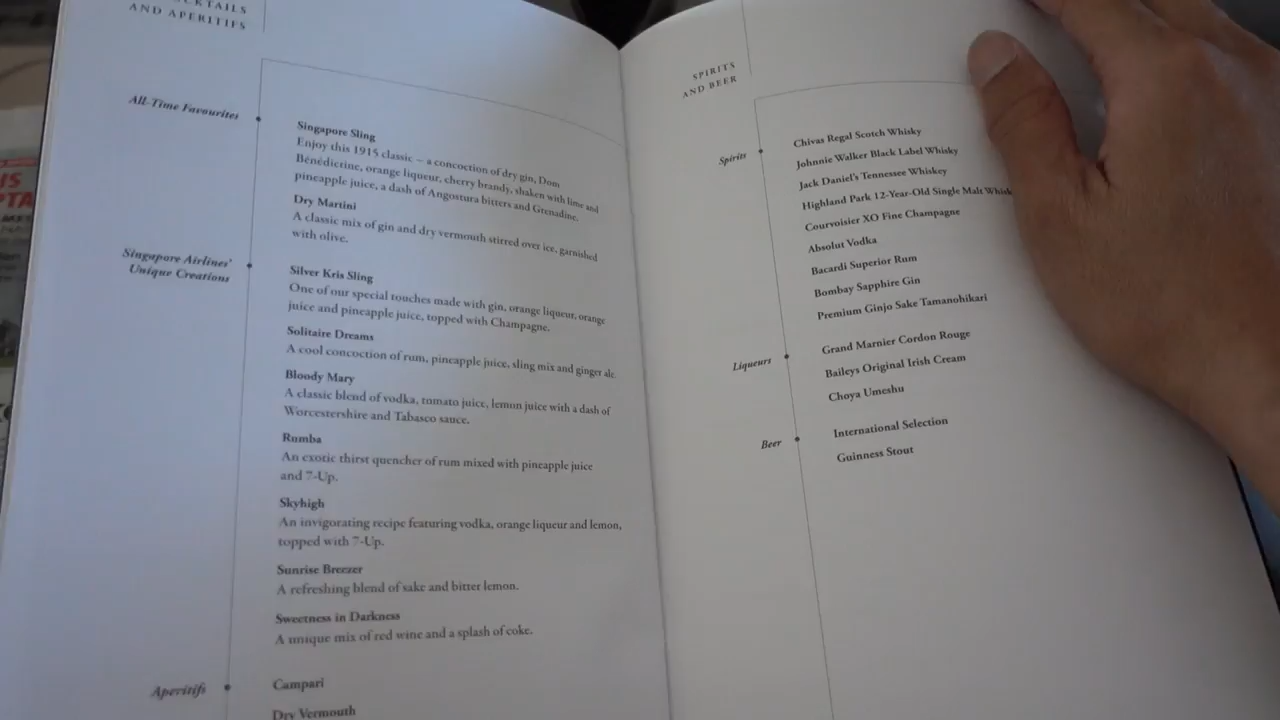 COCKTAILS
AND APERITIFS
All-Time Favourites
Singapore Sling
Enjoy this 1915 classic – a concoction of dry gin, Dom
Bénédictine, orange liqueur, cherry brandy, shaken with lime and
pineapple juice, a dash of Angostura bitters and Grenadine.
Dry Martini
A classic mix of gin and dry vermouth stirred over ice, garnished
with olive.
Singapore Airlines'
Unique Creations
Silver Kris Sling
One of our special touches made with gin, orange liqueur, orange
juice and pineapple juice, topped with Champagne.
Solitaire Dreams
A cool concoction of rum, pineapple juice, sling mix and ginger ale.
Bloody Mary
A classic blend of vodka, tomato juice, lemon juice with a dash of
Worcestershire and Tabasco sauce.
Rumba
An exotic thirst quencher of rum mixed with pineapple juice
and 7-Up.
Skyhigh
An invigorating recipe featuring vodka, orange liqueur and lemon,
topped with 7-Up.
Sunrise Breezer
A refreshing blend of sake and bitter lemon.
Sweetness in Darkness
A unique mix of red wine and a splash of coke.
Aperitifs
Campari
Dry Vermouth
SPIRITS
AND BEER
Spirits
Chivas Regal Scotch Whisky
Johnnie Walker Black Label Whisky
Jack Daniel's Tennessee Whiskey
Highland Park 12-Year-Old Single Malt Whisk
Courvoisier XO Fine Champagne
Absolut Vodka
Bacardi Superior Rum
Bombay Sapphire Gin
Premium Ginjo Sake Tamanohikari
Liqueurs
Grand Marnier Cordon Rouge
Baileys Original Irish Cream
Choya Umeshu
Beer
International Selection
Guinness Stout